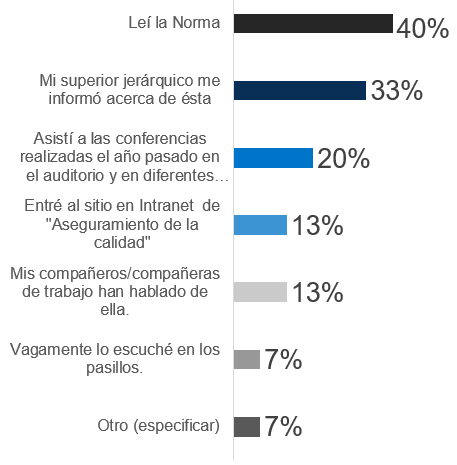 Leí la Norma
40%
Mi superior jerárquico me
informó acerca de ésta
33%
Asistí a las conferencias
realizadas el año pasado en
el auditorio y en diferentes…
20%
Entré al sitio en Intranet  de
"Aseguramiento de la
calidad"
13%
Mis compañeros/compañeras
de trabajo han hablado de
ella.
13%
Vagamente lo escuché en los
pasillos.
7%
Otro (especificar)
7%